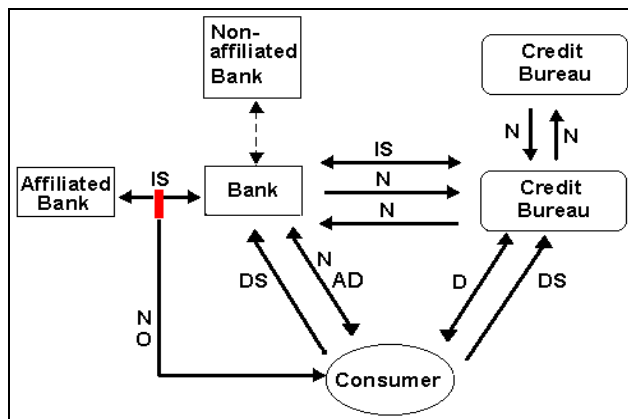 Non-
affiliated
Bank
Credit
Bureau
N
N
IS
Affiliated
Bank
IS
Bank
N
N
Credit
Bureau
DS
N
AD
D
DS
N
O
Consumer